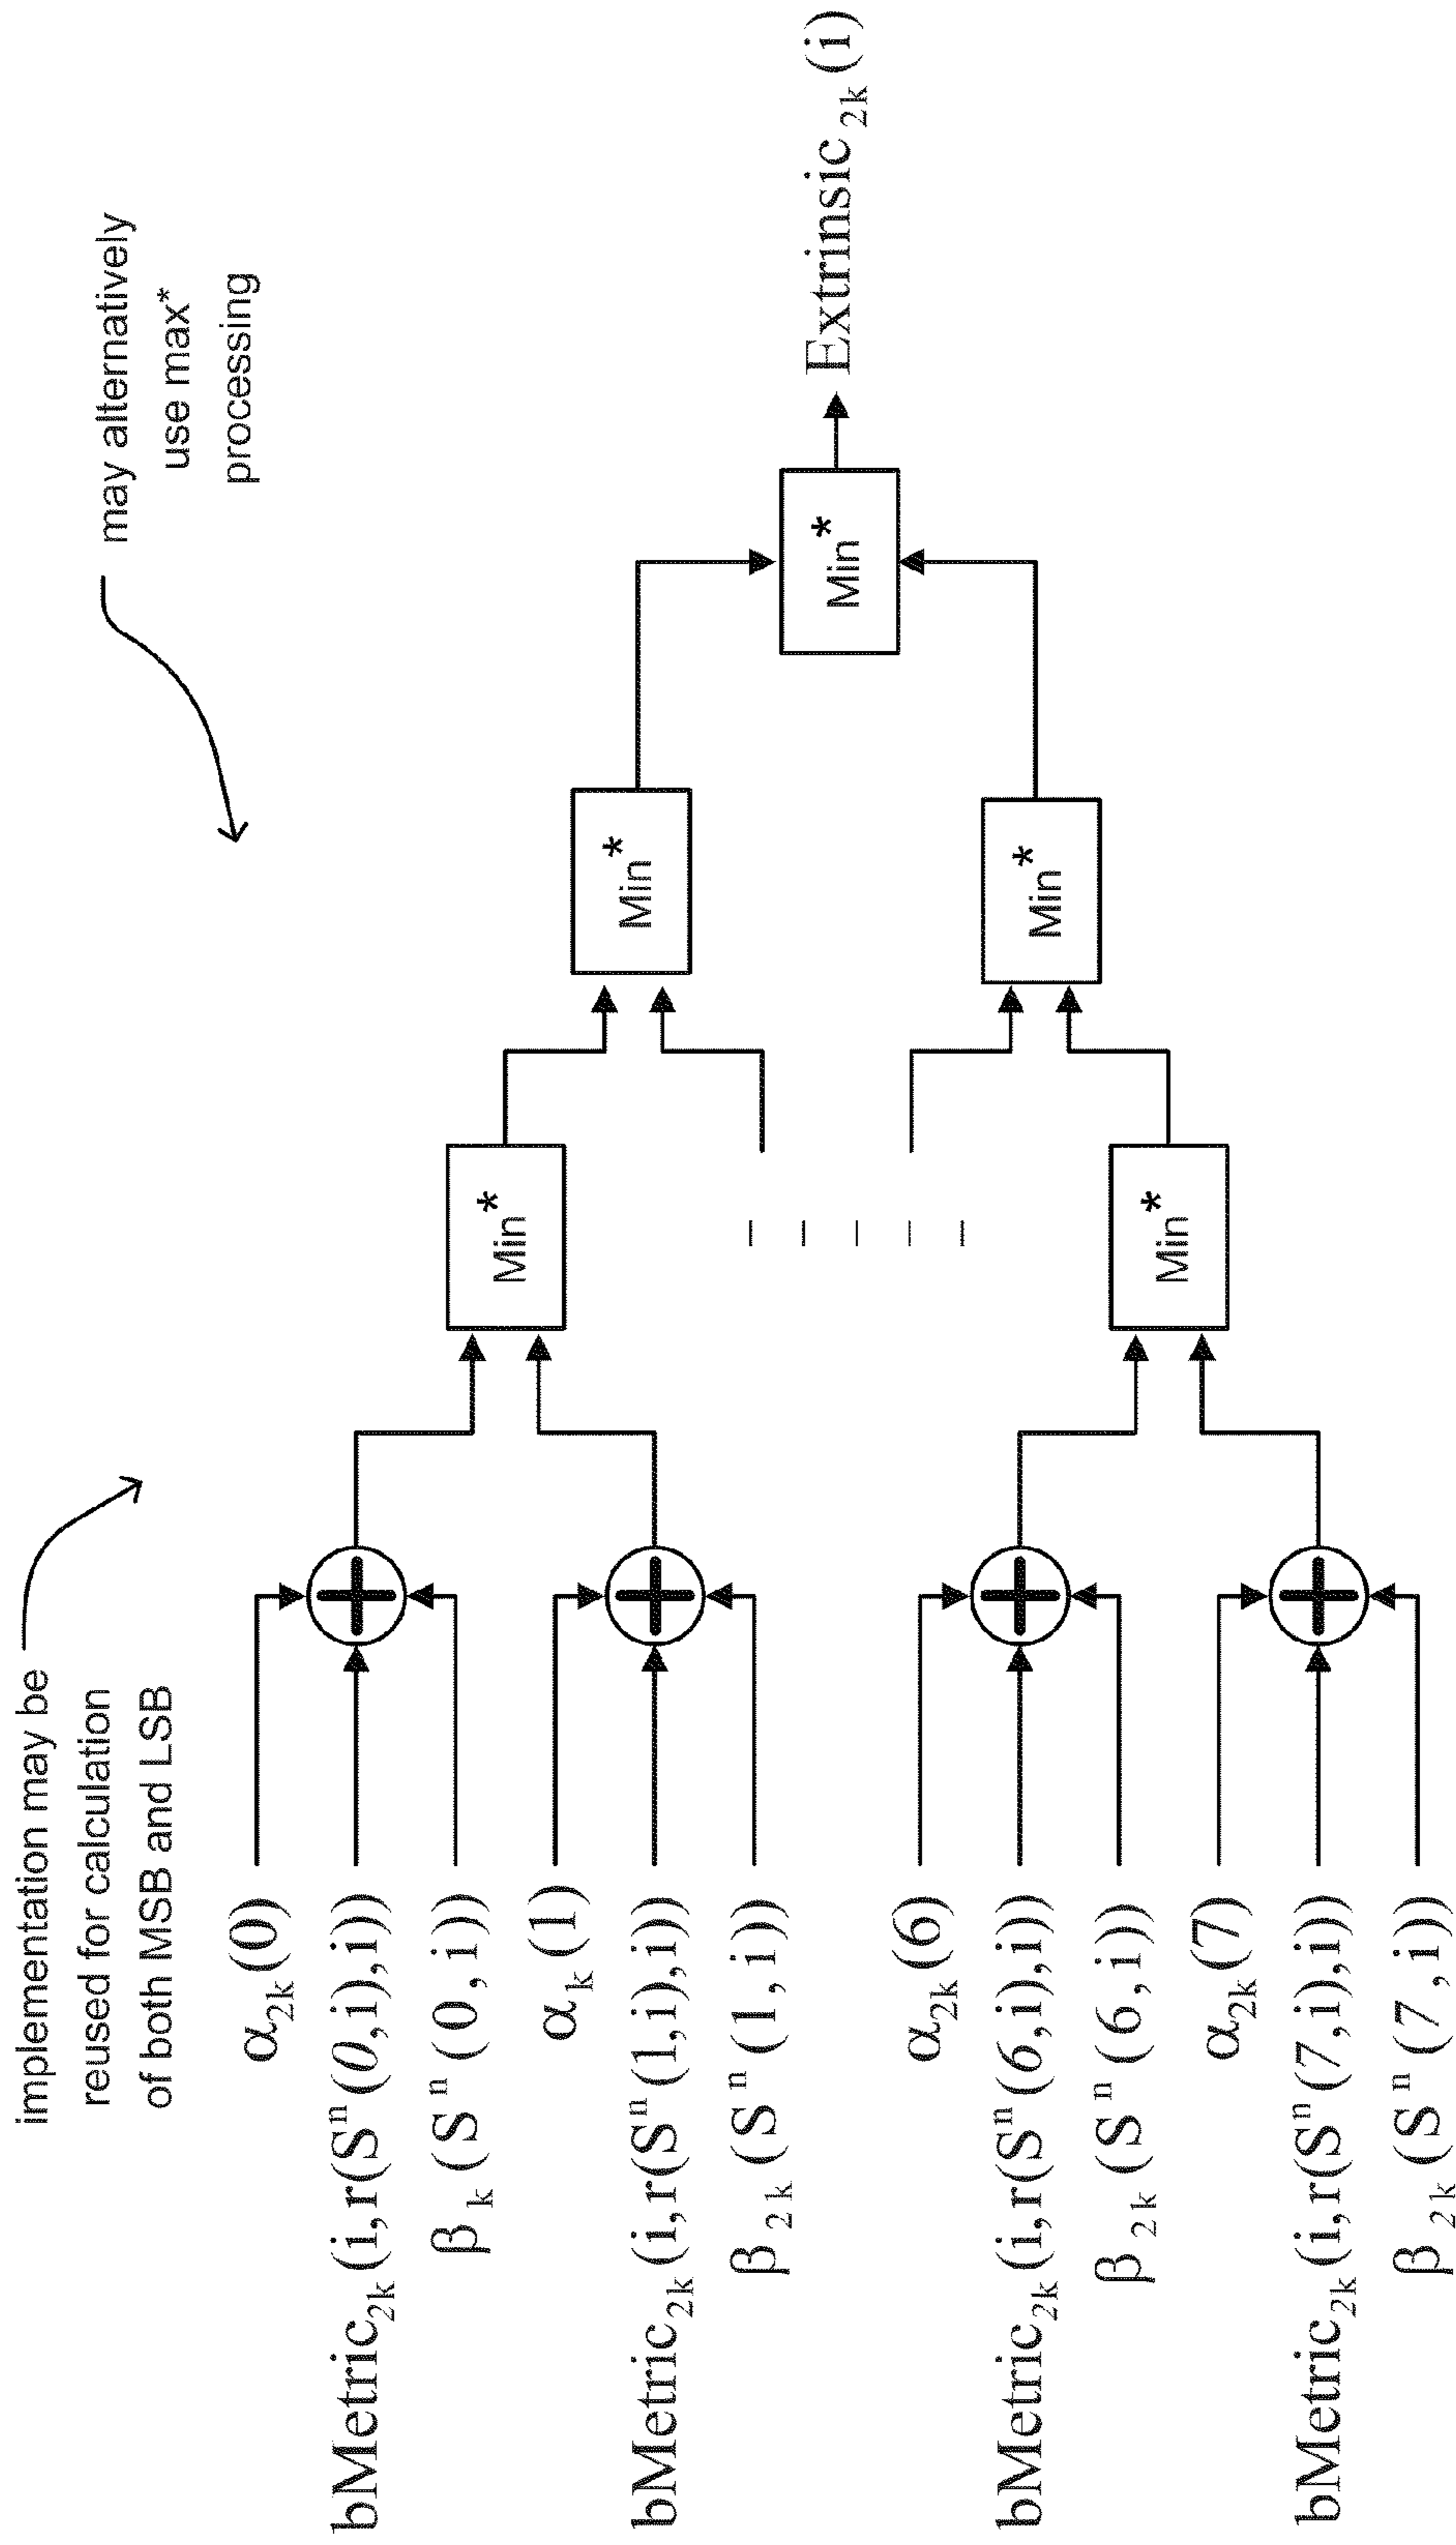 implementation may be
reused for calculation
of both MSB and LSB
may alternatively
use max*
processing
α2k(0)
bMetric2k(i,r(Sn(0,i),i))
βk(Sn(0,i))
αk(1)
bMetric2k(i,r(Sn(1,i),i))
β2k(Sn(1,i))
α2k(6)
bMetric2k(i,r(Sn(6,i),i))
β2k(Sn(6,i))
α2k(7)
bMetric2k(i,r(Sn(7,i),i))
β2k(Sn(7,i))
Min*
Min*
Min*
Min*
Min*
Extrinsic2k(i)